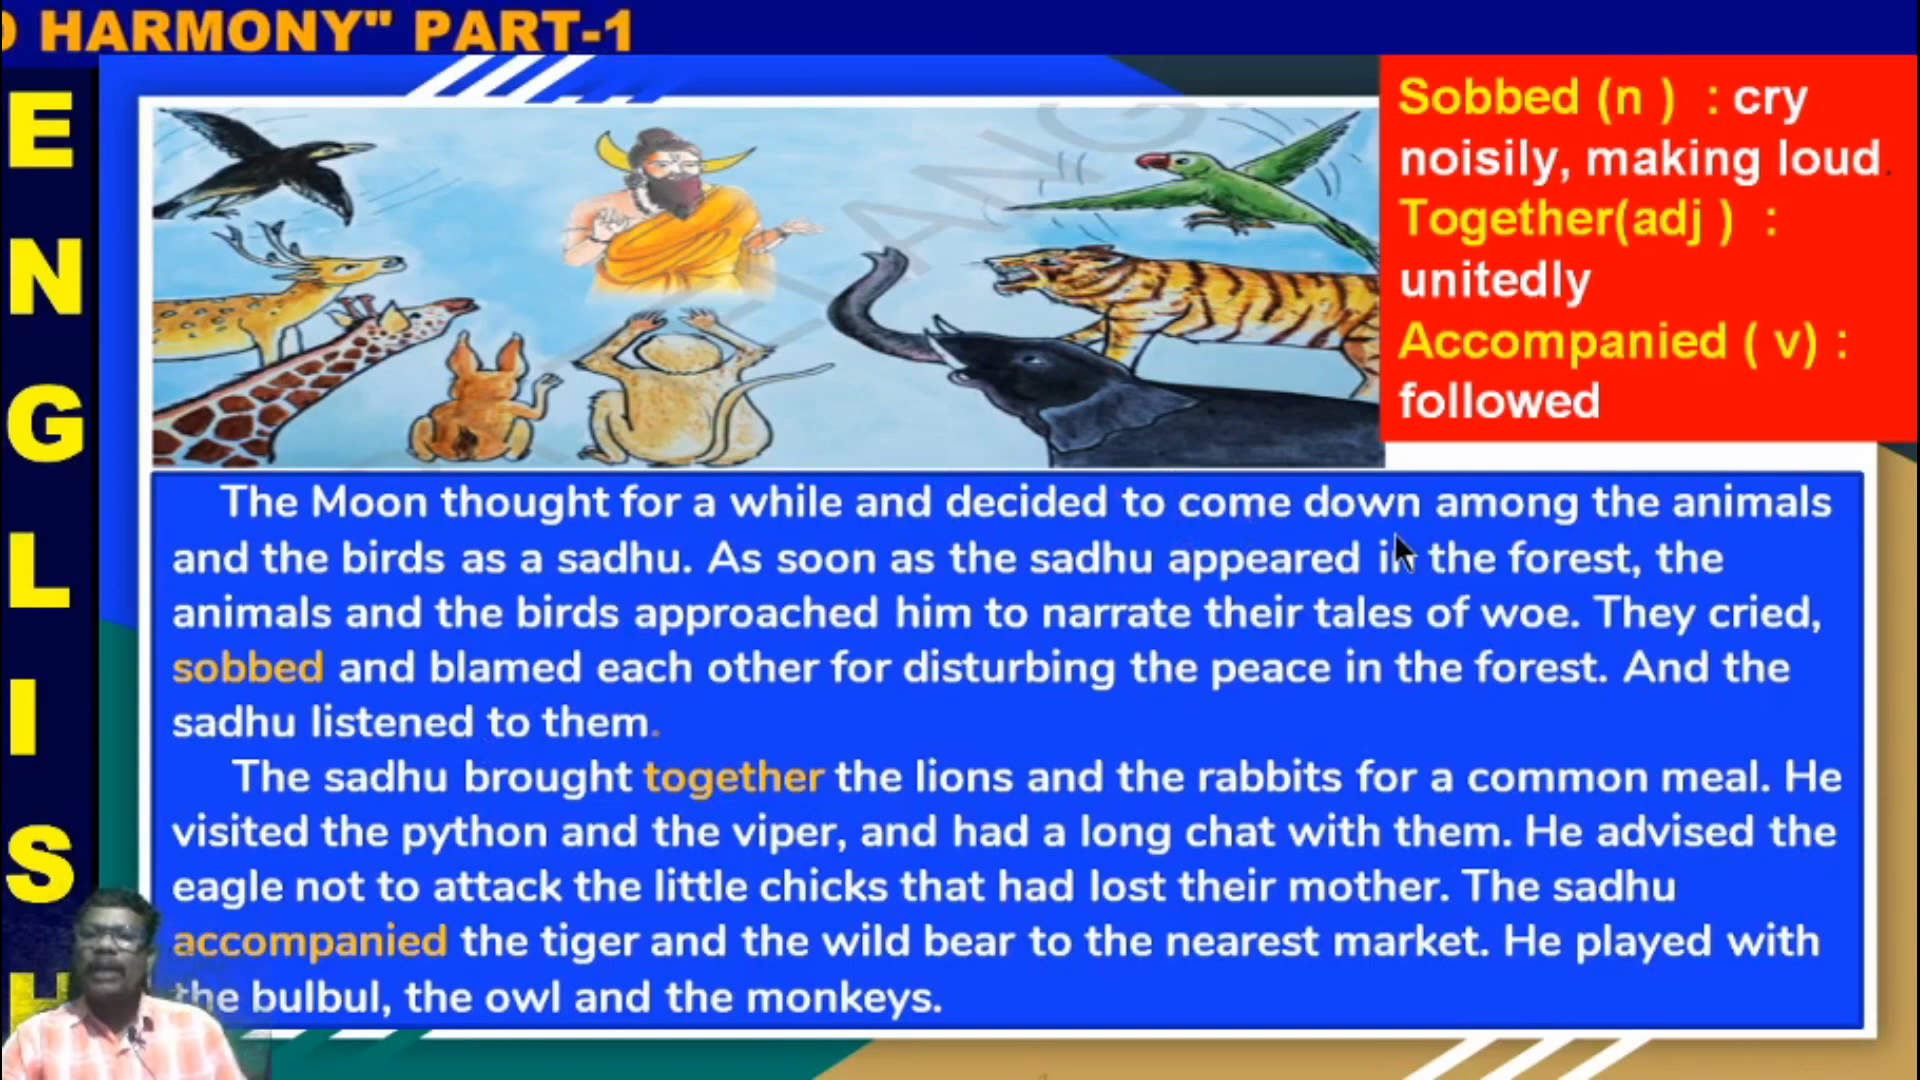 HARMONY" PART-1
E
N
G
L
I
S
H
Sobbed (n ) : cry
noisily, making loud.
Together(adj ) :
unitedly
Accompanied ( v) :
followed
The Moon thought for a while and decided to come down among the animals
and the birds as a sadhu. As soon as the sadhu appeared in the forest, the
animals and the birds approached him to narrate their tales of woe. They cried,
sobbed and blamed each other for disturbing the peace in the forest. And the
sadhu listened to them.
The sadhu brought together the lions and the rabbits for a common meal. He
visited the python and the viper, and had a long chat with them. He advised the
eagle not to attack the little chicks that had lost their mother. The sadhu
accompanied the tiger and the wild bear to the nearest market. He played with
the bulbul, the owl and the monkeys.